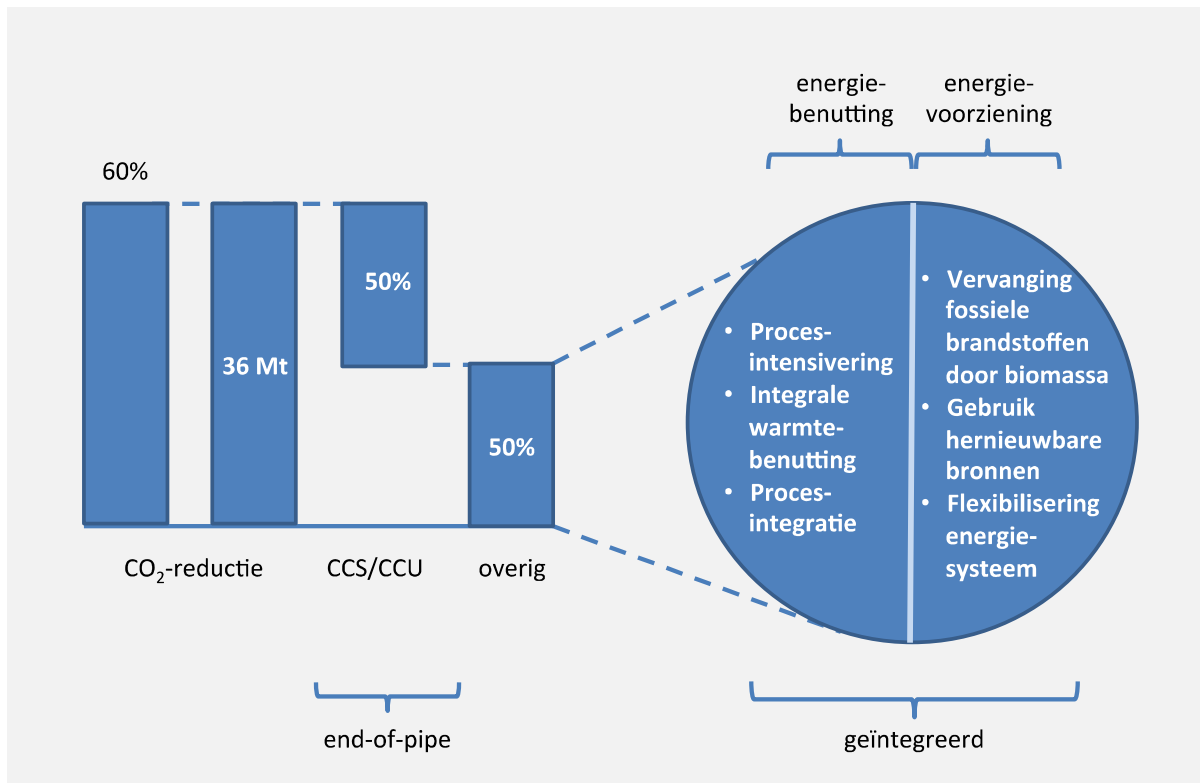 energie-
benutting
energie-
voorziening
60%
36 Mt
50%
50%
CO₂-reductie
CCS/CCU
overig
end-of-pipe
• Proces-
intensivering
• Integrale
warmte-
benutting
• Proces-
integratie
• Vervanging
fossiele
brandstoffen
door biomassa
• Gebruik
hernieuwbare
bronnen
• Flexibilisering
energie-
systeem
geïntegreerd